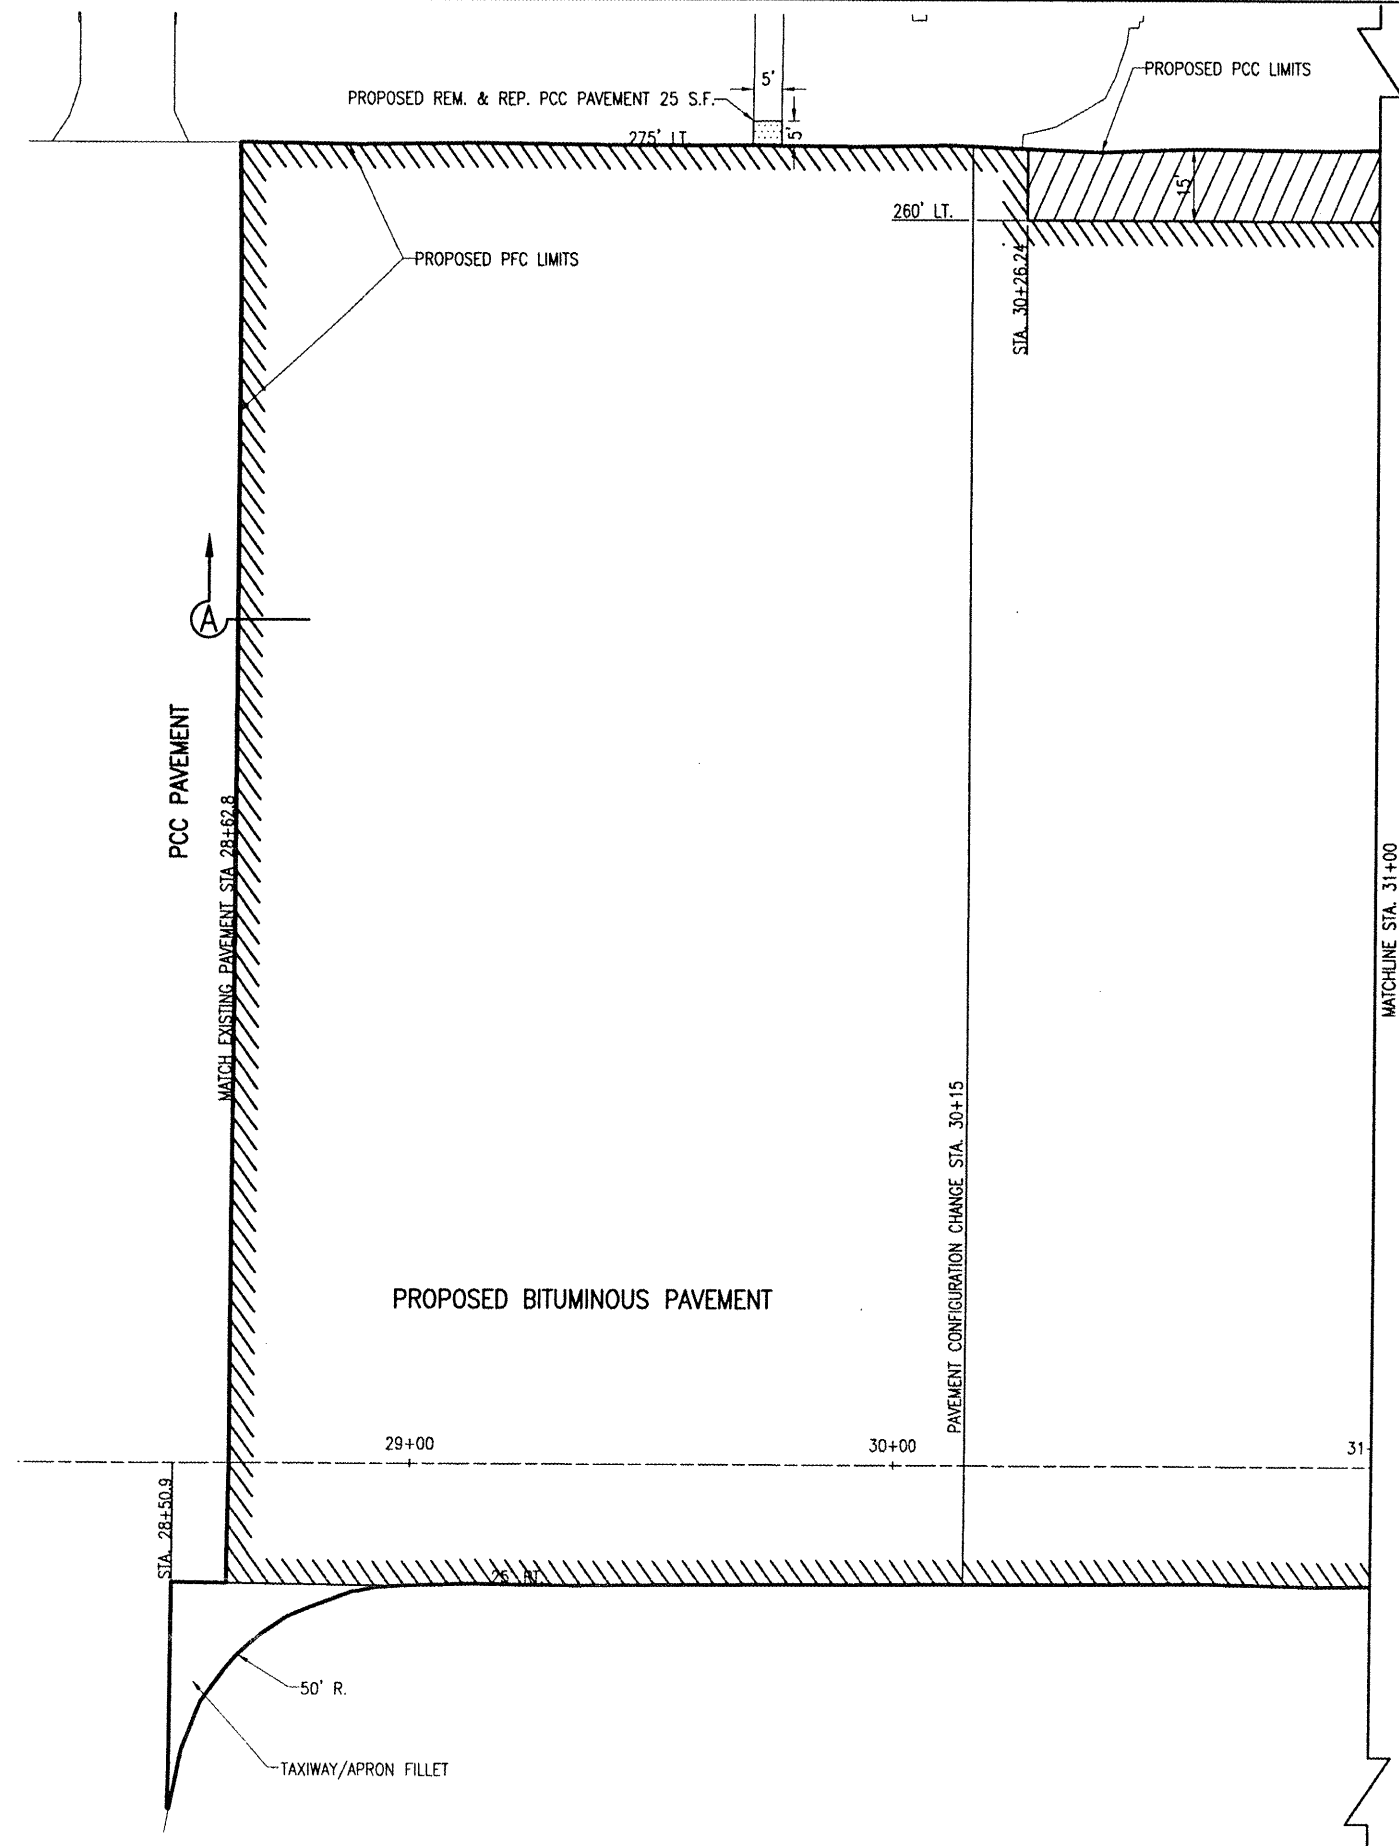 PROPOSED PCC LIMITS
5'
PROPOSED REM. & REP. PCC PAVEMENT 25 S.F.
275' LT.
5'
15'
260' LT.
PROPOSED PFC LIMITS
STA. 30+26.24
A
PCC PAVEMENT
MATCH EXISTING PAVEMENT STA 28+62.8
MATCHLINE STA. 31+00
PAVEMENT CONFIGURATION CHANGE STA. 30+15
PROPOSED BITUMINOUS PAVEMENT
29+00
30+00
31
STA. 28+50.9
25' RT.
50' R.
TAXIWAY/APRON FILLET